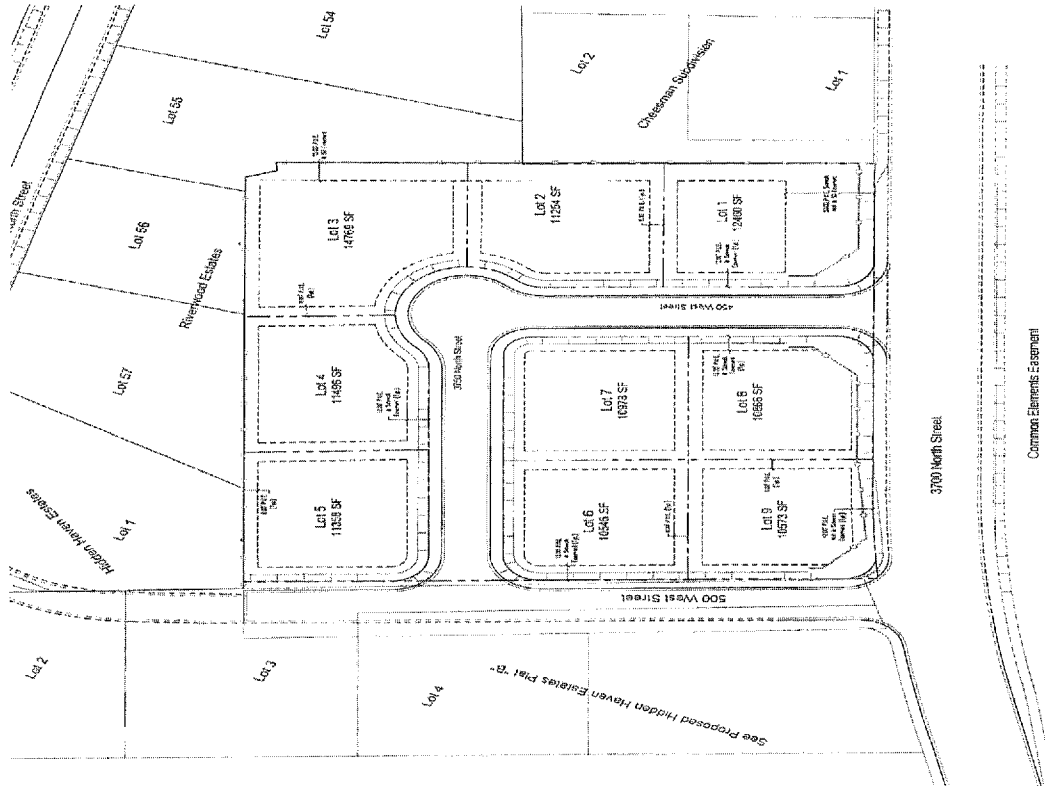 Lot 54
Lot 55
North Street
Lot 56
Riverwood Estates
Lot 57
Hidden Haven Estates
Lot 1
Lot 2
Cheesman Subdivision
Lot 1
Lot 3
14769 SF
Lot 2
11254 SF
Lot 1
12460 SF
Lot 4
11496 SF
Lot 5
11359 SF
3750 North Street
450 West Street
Lot 7
10973 SF
Lot 8
Lot 6
10545 SF
Lot 9
10573 SF
500 West Street
Lot 2
Lot 3
Lot 4
See Proposed Hidden Haven Estates Plat "B"
3700 North Street
Common Elements Easement